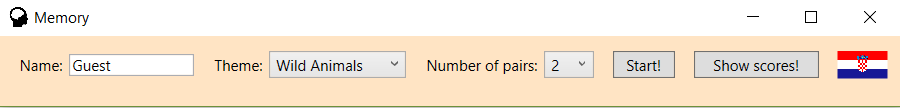 Memory
Name: Guest Theme: Wild Animals Number of pairs: 2 Start! Show scores!